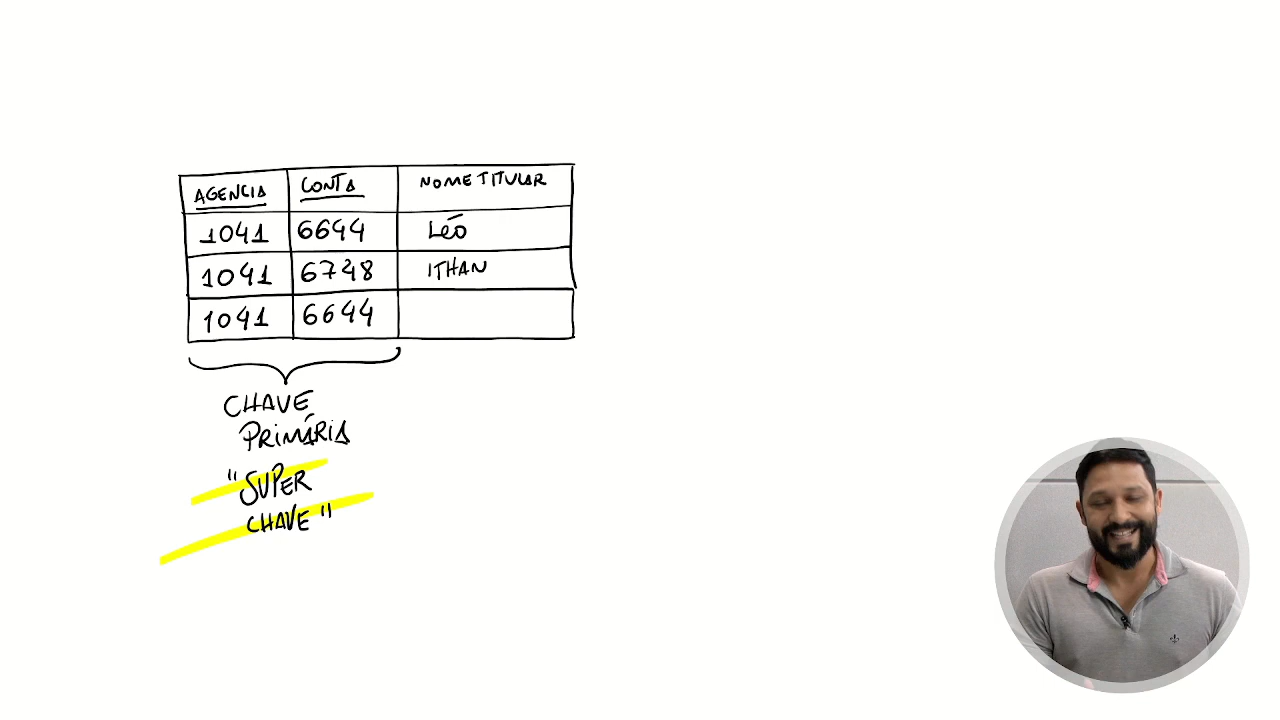 AGENCIA CONTA NOME TITULAR
1041 6644 LÉO
1041 6748 ITHAN
1041 6644
CHAVE
PRIMÁRIA
"SUPER
CHAVE"